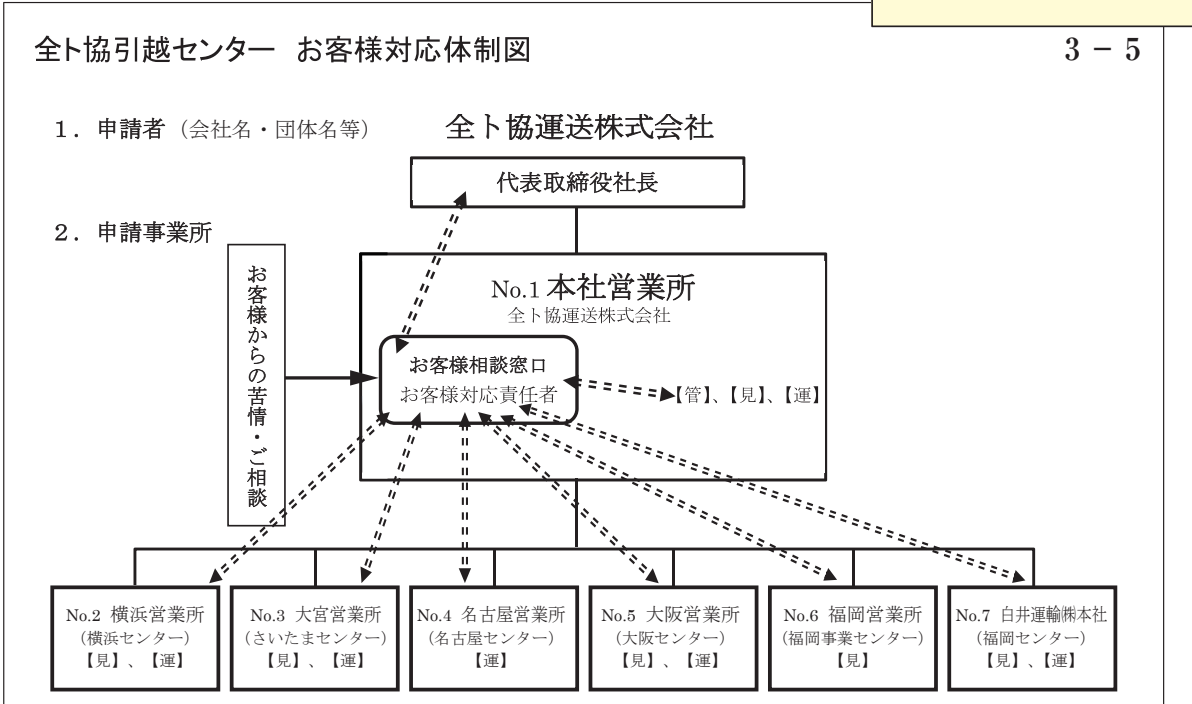 全ト協引越センター お客様対応体制図
3 － 5
1．申請者（会社名・団体名等）
全ト協運送株式会社
代表取締役社長
2．申請事業所
お客様からの苦情・ご相談
No.1 本社営業所
全ト協運送株式会社
お客様相談窓口
お客様対応責任者
【管】、【見】、【運】
No.2 横浜営業所
（横浜センター）
【見】、【運】
No.3 大宮営業所
（さいたまセンター）
【見】、【運】
No.4 名古屋営業所
（名古屋センター）
【運】
No.5 大阪営業所
（大阪センター）
【見】、【運】
No.6 福岡営業所
（福岡事業センター）
【見】
No.7 白井運輸㈱本社
（福岡センター）
【見】、【運】